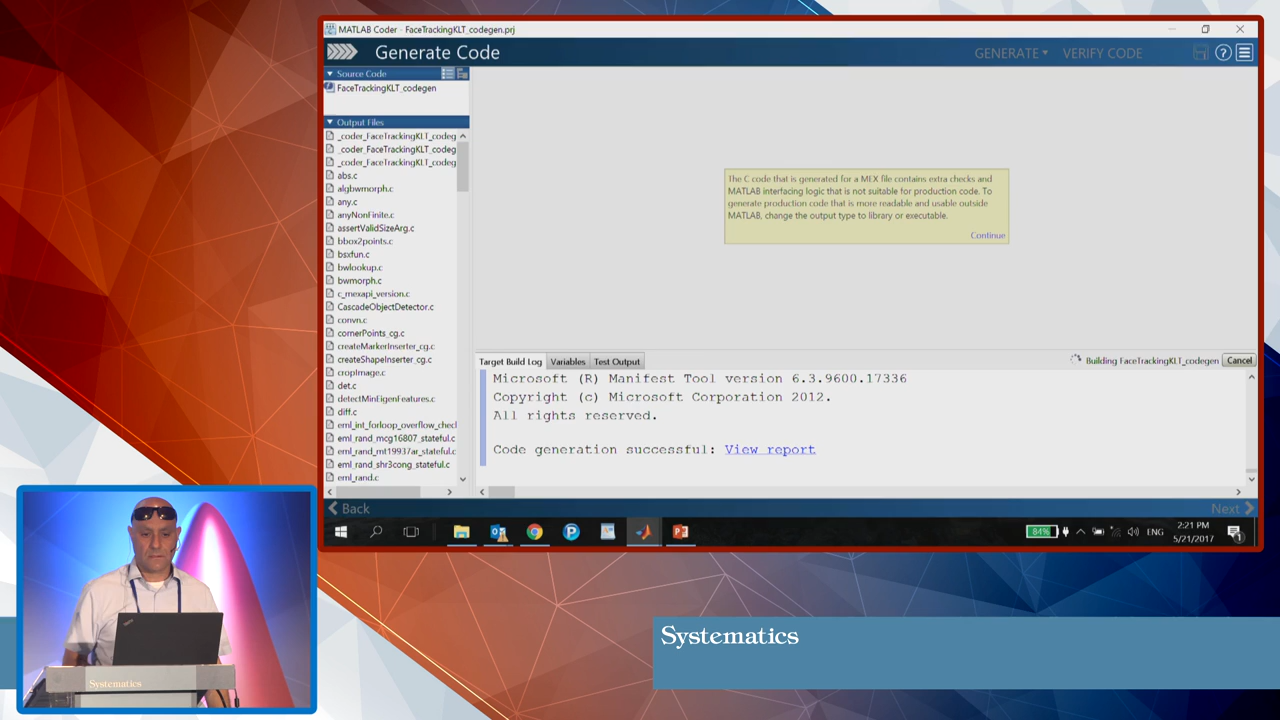 MATLAB Coder - FaceTrackingKLT_codegen.prj
Generate Code
GENERATE
VERIFY CODE
?
Source Code
FaceTrackingKLT_codegen
Output Files
_coder_FaceTrackingKLT_codeg
_coder_FaceTrackingKLT_codeg
_coder_FaceTrackingKLT_codeg
abs.c
algbwmorph.c
any.c
anyNonFinite.c
assertValidSizeArg.c
bbox2points.c
bsxfun.c
bwlookup.c
bwmorph.c
c_mexapi_version.c
CascadeObjectDetector.c
convn.c
cornerPoints_cg.c
createMarkerInserter_cg.c
createShapeInserter_cg.c
cropImage.c
det.c
detectMinEigenFeatures.c
diff.c
eml_int_forloop_overflow_checl
eml_rand_mcg16807_stateful.c
eml_rand_mt19937ar_stateful.c
eml_rand_shr3cong_stateful.c
eml_rand.c
The C code that is generated for a MEX file contains extra checks and
MATLAB interfacing logic that is not suitable for production code. To
generate production code that is more readable and usable outside
MATLAB, change the output type to library or executable.
Continue
Target Build Log
Variables
Test Output
Building FaceTrackingKLT_codegen
Cancel
Microsoft (R) Manifest Tool version 6.3.9600.17336
Copyright (c) Microsoft Corporation 2012.
All rights reserved.
Code generation successful: View report
Back
Next
84%
ENG
2:21 PM
5/21/2017
1
Systematics
Systematics